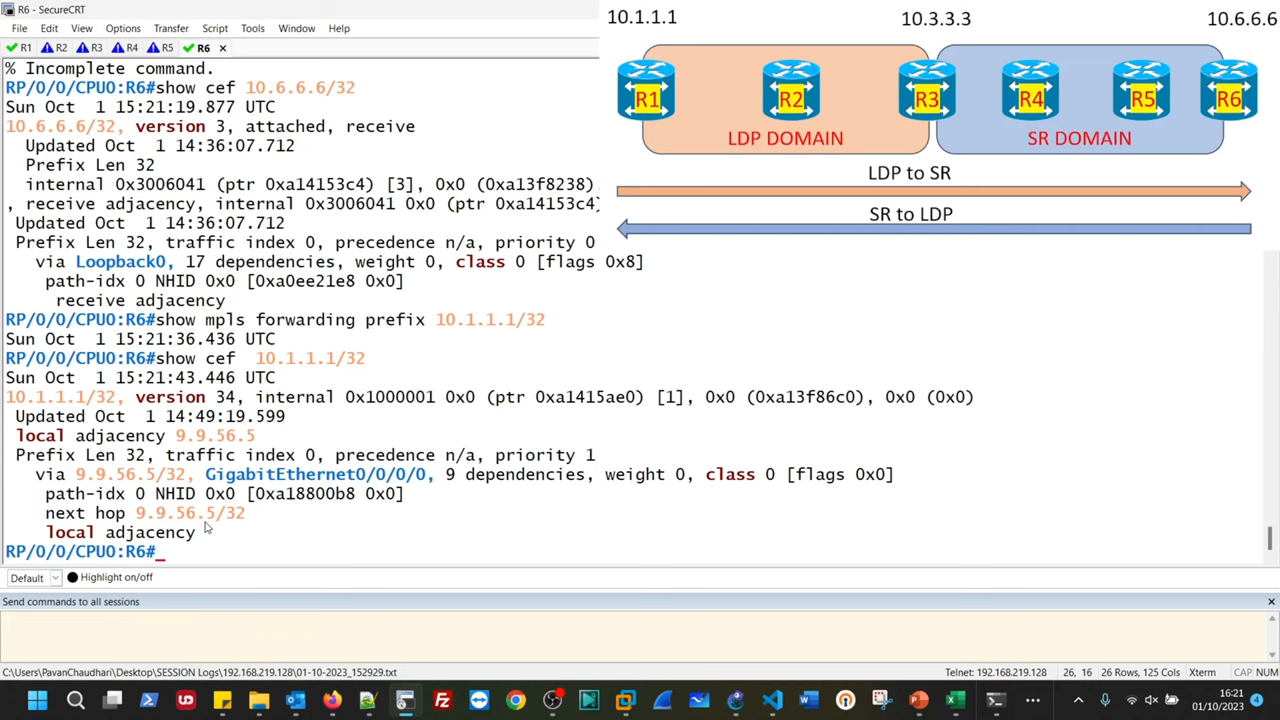 R6 - SecureCRT
File Edit View Options Transfer Script Tools Window Help
R1 R2 R3 R4 R5 R6 ×
% Incomplete command.
RP/0/0/CPU0:R6#show cef 10.6.6.6/32
Sun Oct  1 15:21:19.877 UTC
10.6.6.6/32, version 3, attached, receive
Updated Oct  1 14:36:07.712
Prefix Len 32
internal 0x3006041 (ptr 0xa14153c4) [3], 0x0 (0xa13f8238),
, receive adjacency, internal 0x3006041 0x0 (ptr 0xa14153c4)
Updated Oct  1 14:36:07.712
Prefix Len 32, traffic index 0, precedence n/a, priority 0
via Loopback0, 17 dependencies, weight 0, class 0 [flags 0x8]
path-idx 0 NHID 0x0 [0xa0ee21e8 0x0]
receive adjacency
RP/0/0/CPU0:R6#show mpls forwarding prefix 10.1.1.1/32
Sun Oct  1 15:21:36.436 UTC
RP/0/0/CPU0:R6#show cef  10.1.1.1/32
Sun Oct  1 15:21:43.446 UTC
10.1.1.1/32, version 34, internal 0x1000001 0x0 (ptr 0xa1415ae0) [1], 0x0 (0xa13f86c0), 0x0 (0x0)
Updated Oct  1 14:49:19.599
local adjacency 9.9.56.5
Prefix Len 32, traffic index 0, precedence n/a, priority 1
via 9.9.56.5/32, GigabitEthernet0/0/0/0, 9 dependencies, weight 0, class 0 [flags 0x0]
path-idx 0 NHID 0x0 [0xa18800b8 0x0]
next hop 9.9.56.5/32
local adjacency
RP/0/0/CPU0:R6#_
10.1.1.1 10.3.3.3 10.6.6.6
R1 R2 R3 R4 R5 R6
LDP DOMAIN SR DOMAIN
LDP to SR
SR to LDP
Default Highlight on/off
Send commands to all sessions ×
C:\Users\PavanChaudhari\Desktop\SESSION Logs\192.168.219.128\01-10-2023_152929.txt Telnet: 192.168.219.128 26, 16 26 Rows, 125 Cols Xterm CAP NUM
16:21
01/10/2023